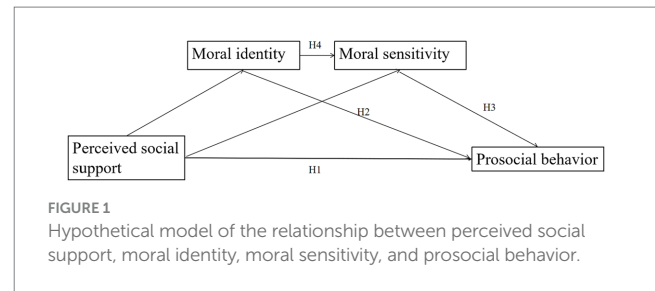 H4
Moral identity
Moral sensitivity
H2
H3
Perceived social
support
Prosocial behavior
H1
FIGURE 1
Hypothetical model of the relationship between perceived social
support, moral identity, moral sensitivity, and prosocial behavior.